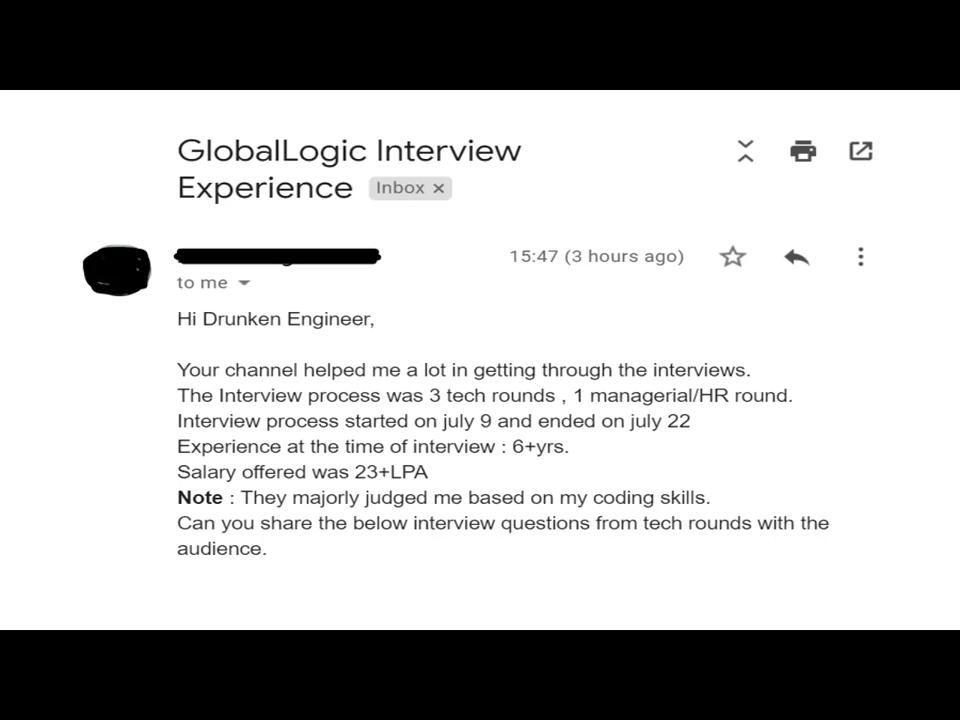 GlobalLogic Interview
Experience Inbox ×
15:47 (3 hours ago)
to me
Hi Drunken Engineer,
Your channel helped me a lot in getting through the interviews.
The Interview process was 3 tech rounds , 1 managerial/HR round.
Interview process started on july 9 and ended on july 22
Experience at the time of interview : 6+yrs.
Salary offered was 23+LPA
Note : They majorly judged me based on my coding skills.
Can you share the below interview questions from tech rounds with the
audience.